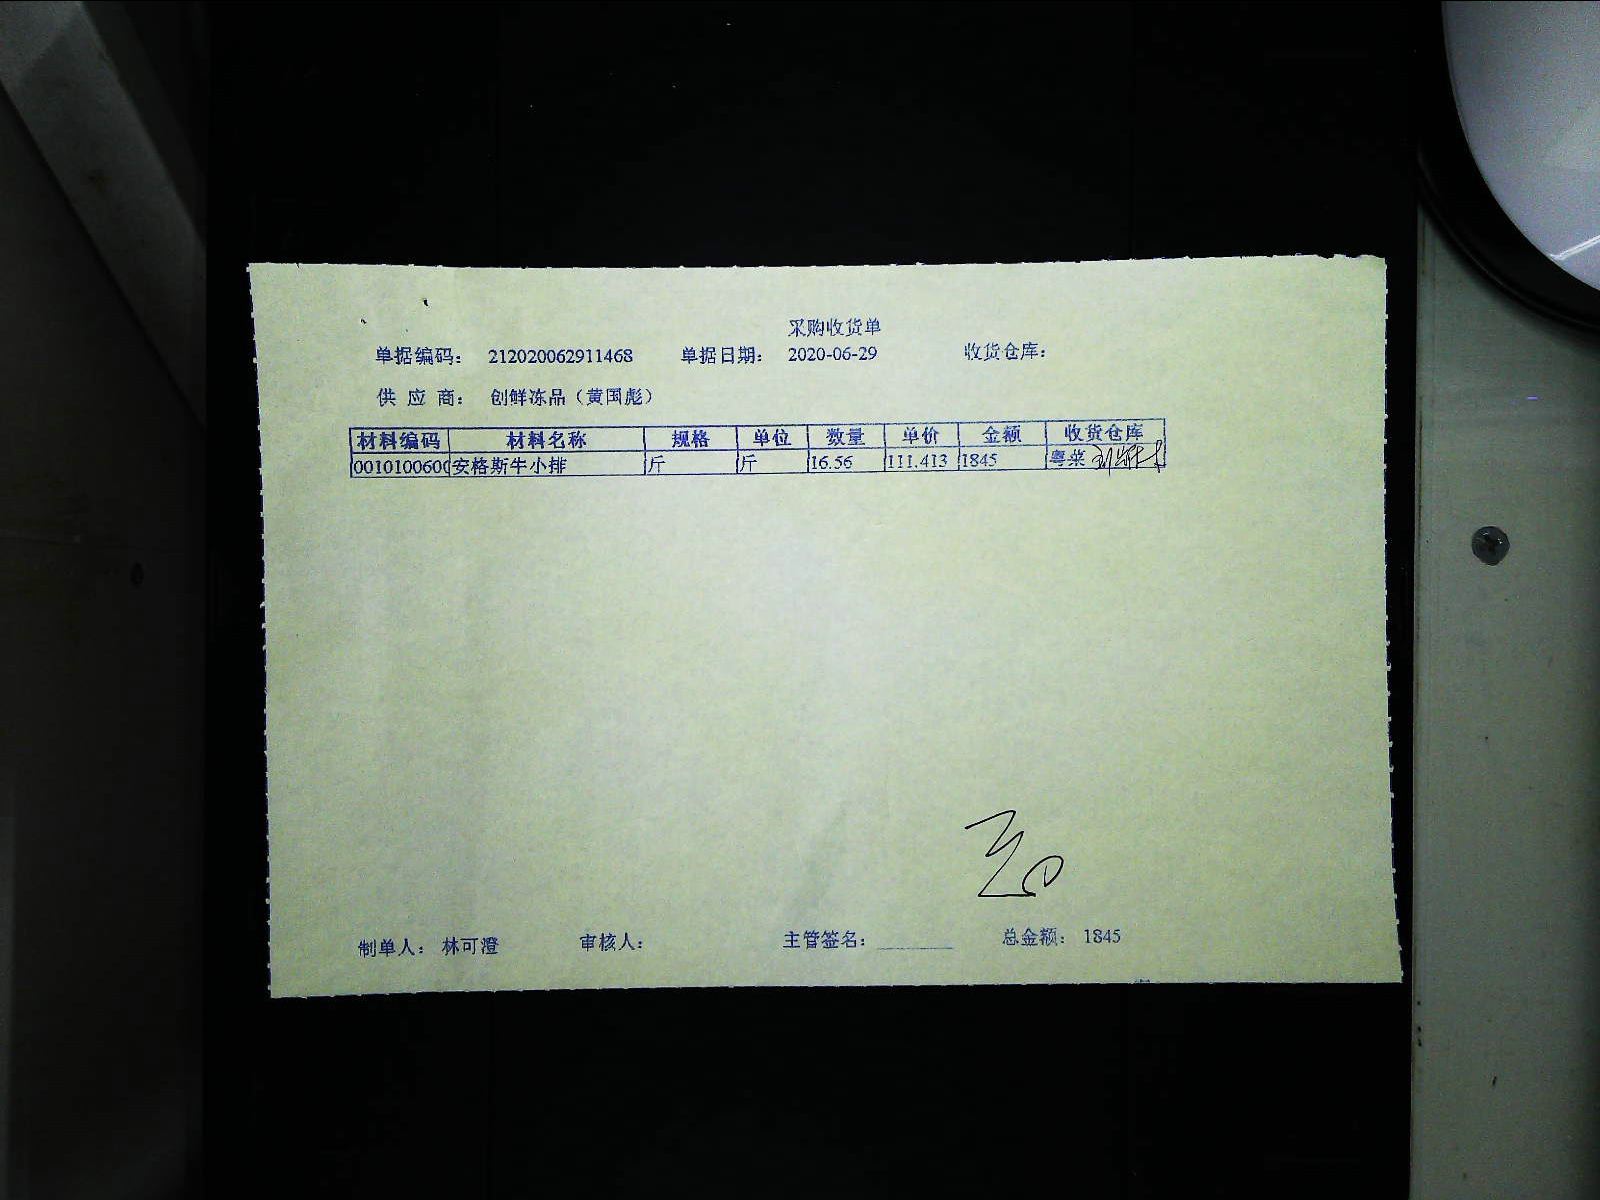 采购收货单
单据编码： 212020062911468 单据日期： 2020-06-29 收货仓库：
供 应 商： 创鲜冻品（黄国彪）
材料编码 材料名称 规格 单位 数量 单价 金额 收货仓库
0010100600 安格斯牛小排 斤 斤 16.56 111.413 1845 粤菜
制单人： 林可澄 审核人： 主管签名： 总金额： 1845